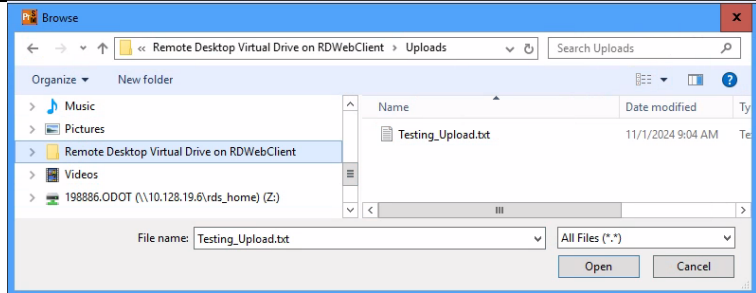 Browse
« Remote Desktop Virtual Drive on RDWebClient › Uploads
Search Uploads
Organize
New folder
Name
Date modified
Ty
Music
Pictures
Remote Desktop Virtual Drive on RDWebClient
Videos
198886.ODOT (\\10.128.19.6\rds_home) (Z:)
Testing_Upload.txt
11/1/2024 9:04 AM
Te
File name:
Testing_Upload.txt
All Files (*.*)
Open
Cancel